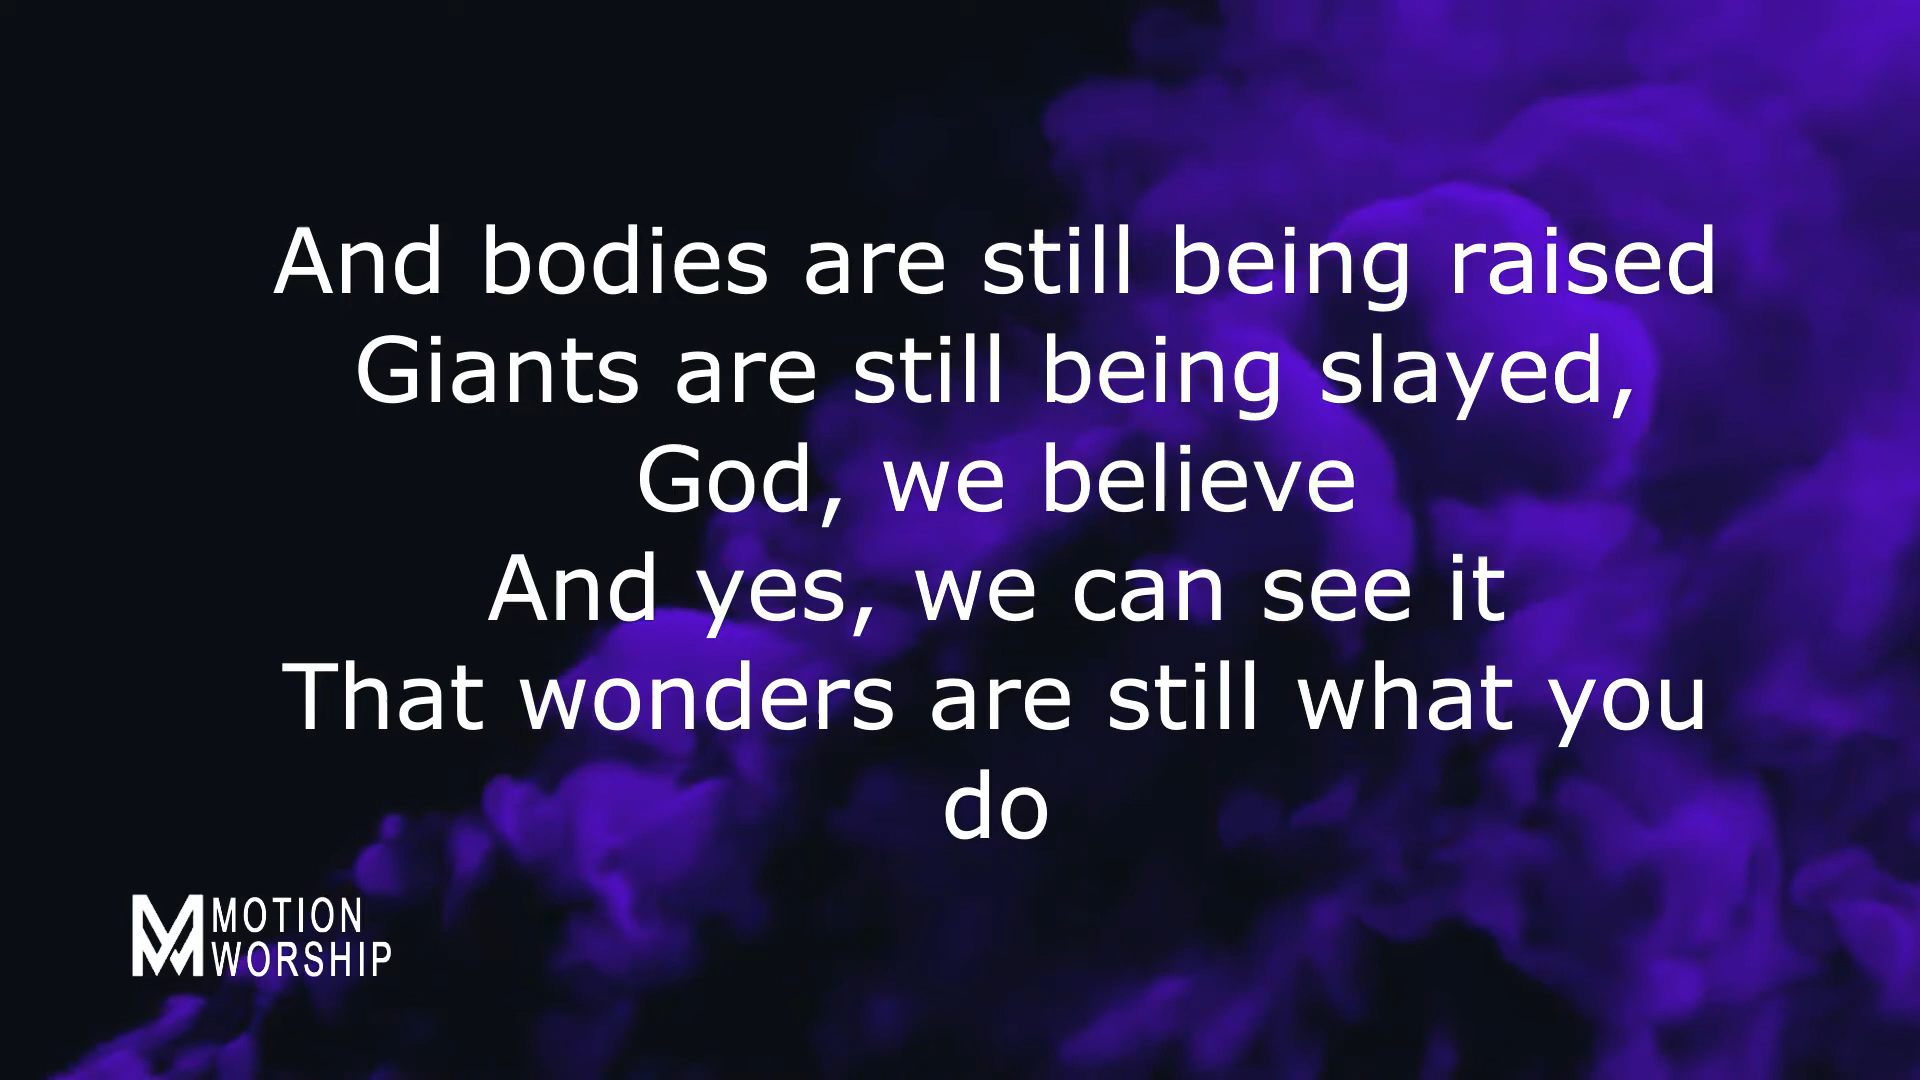 And bodies are still being raised
Giants are still being slayed,
God, we believe
And yes, we can see it
That wonders are still what you
do
MOTION
WORSHIP